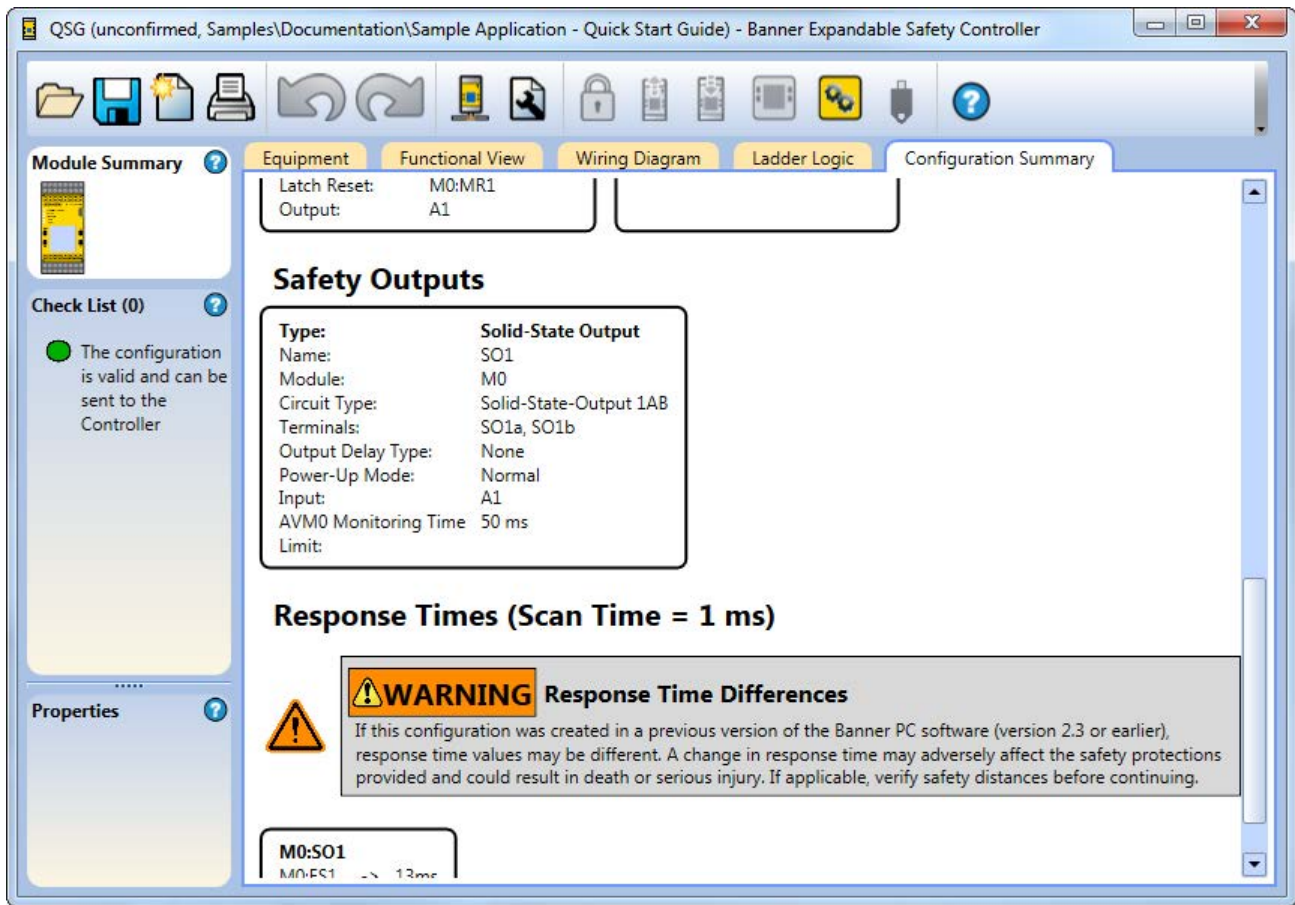 QSG (unconfirmed, Samples\Documentation\Sample Application - Quick Start Guide) - Banner Expandable Safety Controller
Module Summary
Check List (0)
The configuration
is valid and can be
sent to the
Controller
Properties
Equipment
Functional View
Wiring Diagram
Ladder Logic
Configuration Summary
Latch Reset: M0:MR1
Output: A1
Safety Outputs
Type: Solid-State Output
Name: SO1
Module: M0
Circuit Type: Solid-State-Output 1AB
Terminals: SO1a, SO1b
Output Delay Type: None
Power-Up Mode: Normal
Input: A1
AVM0 Monitoring Time 50 ms
Limit:
Response Times (Scan Time = 1 ms)
WARNING Response Time Differences
If this configuration was created in a previous version of the Banner PC software (version 2.3 or earlier),
response time values may be different. A change in response time may adversely affect the safety protections
provided and could result in death or serious injury. If applicable, verify safety distances before continuing.
M0:SO1
M0:ES1 -> 13ms